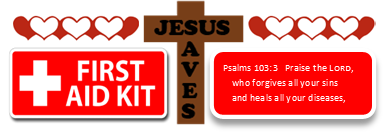 JESUS
SAVES
FIRST
AID KIT
Psalms 103:3 Praise the LORD,
who forgives all your sins
and heals all your diseases,